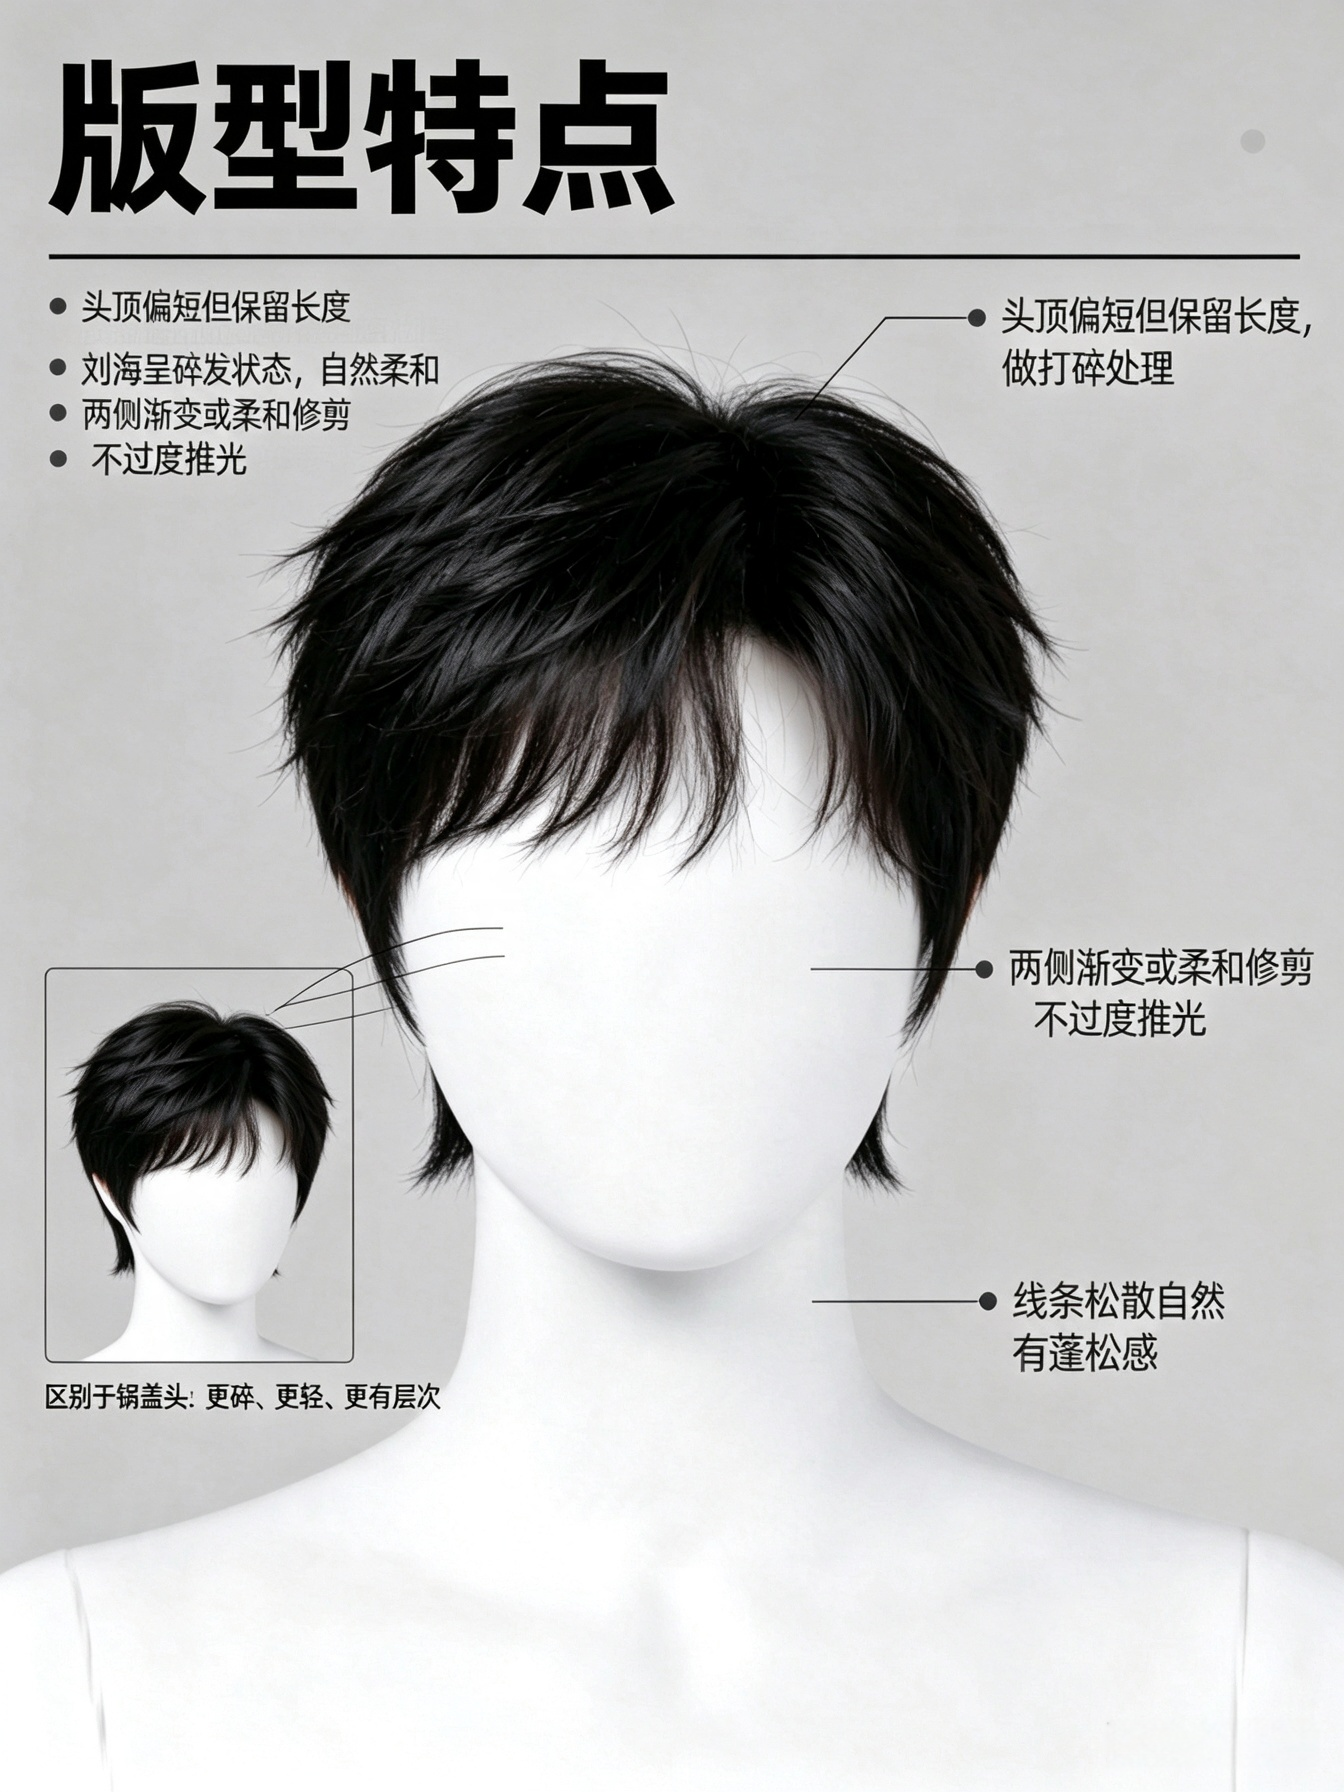 版型特点
头顶偏短但保留长度
刘海呈碎发状态，自然柔和
两侧渐变或柔和修剪
不过度推光
头顶偏短但保留长度，
做打碎处理
两侧渐变或柔和修剪
不过度推光
线条松散自然
有蓬松感
区别于锅盖头! 更碎、更轻、更有层次